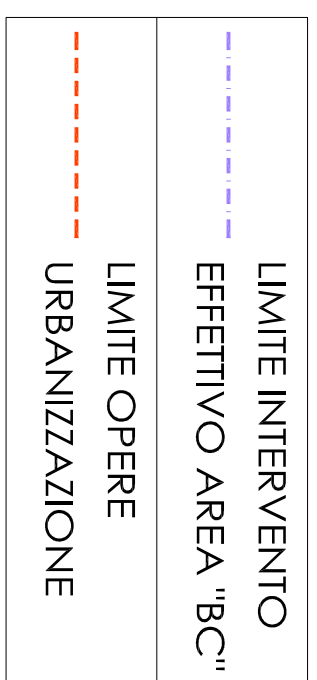 LIMITE INTERVENTO
EFFETTIVO AREA "BC"
LIMITE OPERE
URBANIZZAZIONE